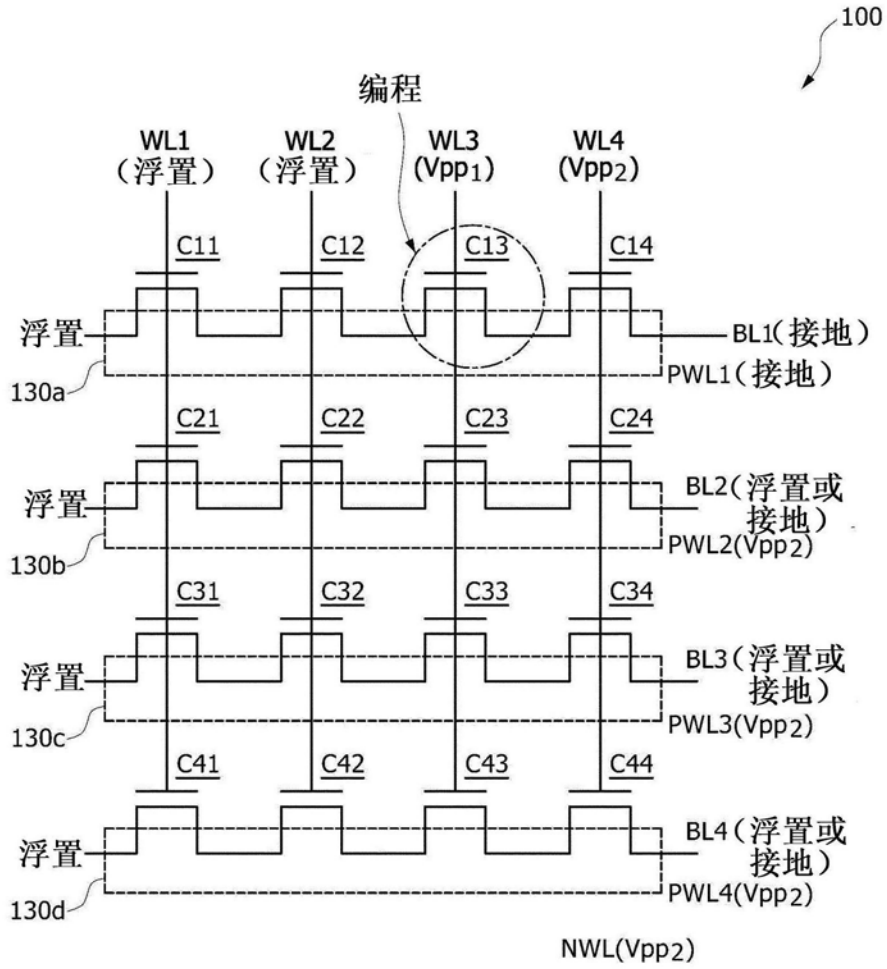 100
编程
WL1 WL2 WL3 WL4
（浮置） （浮置） (Vpp1) (Vpp2)
C11 C12 C13 C14
浮置 BL1(接地)
130a PWL1(接地)
C21 C22 C23 C24
浮置 BL2(浮置或
接地)
130b PWL2(Vpp2)
C31 C32 C33 C34
浮置 BL3(浮置或
接地)
130c PWL3(Vpp2)
C41 C42 C43 C44
浮置 BL4(浮置或
接地)
130d PWL4(Vpp2)
NWL(Vpp2)